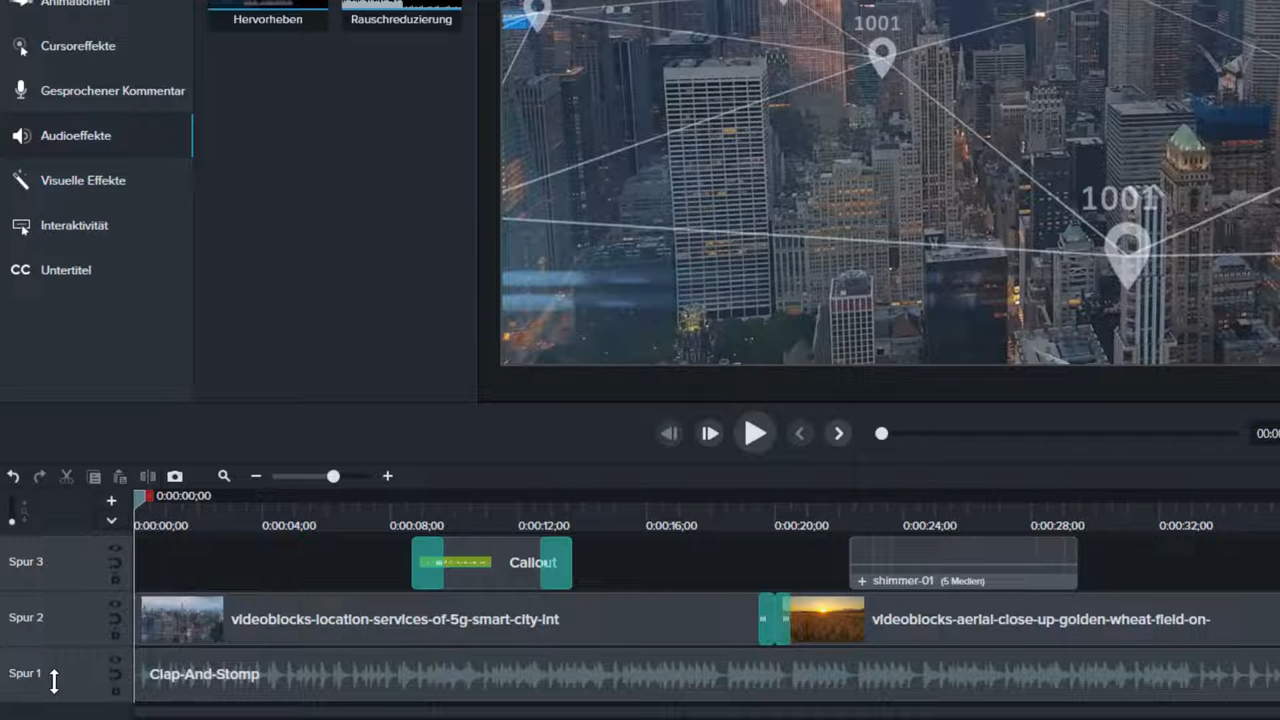 Animationen
Hervorheben
Rauschreduzierung
Cursoreffekte
Gesprochener Kommentar
Audioeffekte
Visuelle Effekte
Interaktivität
CC Untertitel
1001
1001
0:00:00;00
0:00:00;00 0:00:04;00 0:00:08;00 0:00:12;00 0:00:16;00 0:00:20;00 0:00:24;00 0:00:28;00 0:00:32;00
Spur 3
Callout
+ shimmer-01 (5 Medien)
Spur 2
videoblocks-location-services-of-5g-smart-city-int
videoblocks-aerial-close-up-golden-wheat-field-on-
Spur 1
Clap-And-Stomp